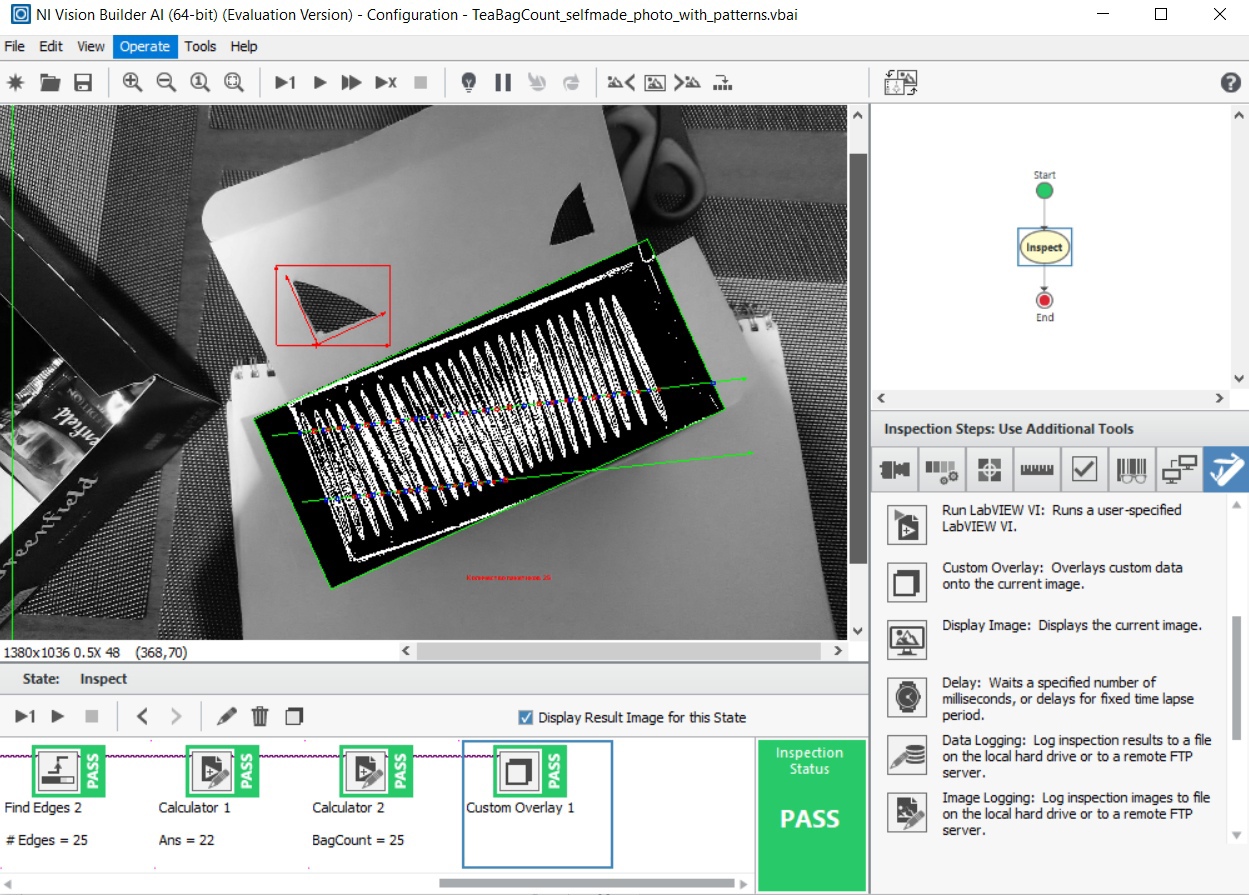 NI Vision Builder AI (64-bit) (Evaluation Version) - Configuration - TeaBagCount_selfmade_photo_with_patterns.vbai
File Edit View Operate Tools Help
Start
Inspect
End
Greenfield
enfield
Количество пакетиков: 25
1380x1036 0.5X 48 (368,70)
Inspection Steps: Use Additional Tools
Run LabVIEW VI: Runs a user-specified
LabVIEW VI.
Custom Overlay: Overlays custom data
onto the current image.
Display Image: Displays the current image.
Delay: Waits a specified number of
milliseconds, or delays for fixed time lapse
period.
Data Logging: Log inspection results to a file
on the local hard drive or to a remote FTP
server.
Image Logging: Log inspection images to file
on the local hard drive or to a remote FTP
server.
State: Inspect
Display Result Image for this State
PASS
Find Edges 2
# Edges = 25
PASS
Calculator 1
Ans = 22
PASS
Calculator 2
BagCount = 25
PASS
Custom Overlay 1
Inspection
Status
PASS